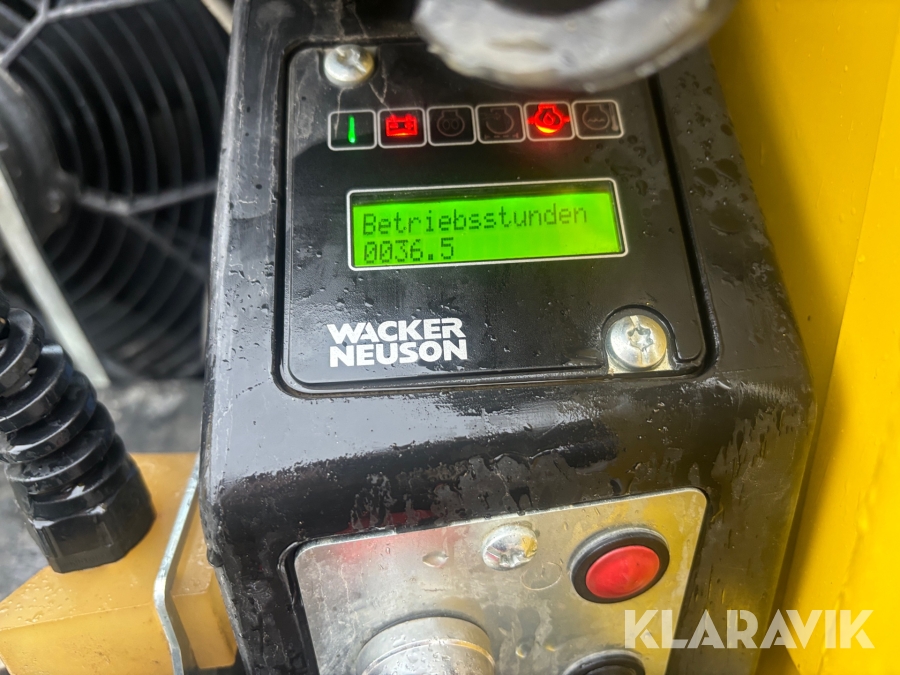 Betriebsstunden
0036.5
WACKER
NEUSON
KLARAVIK